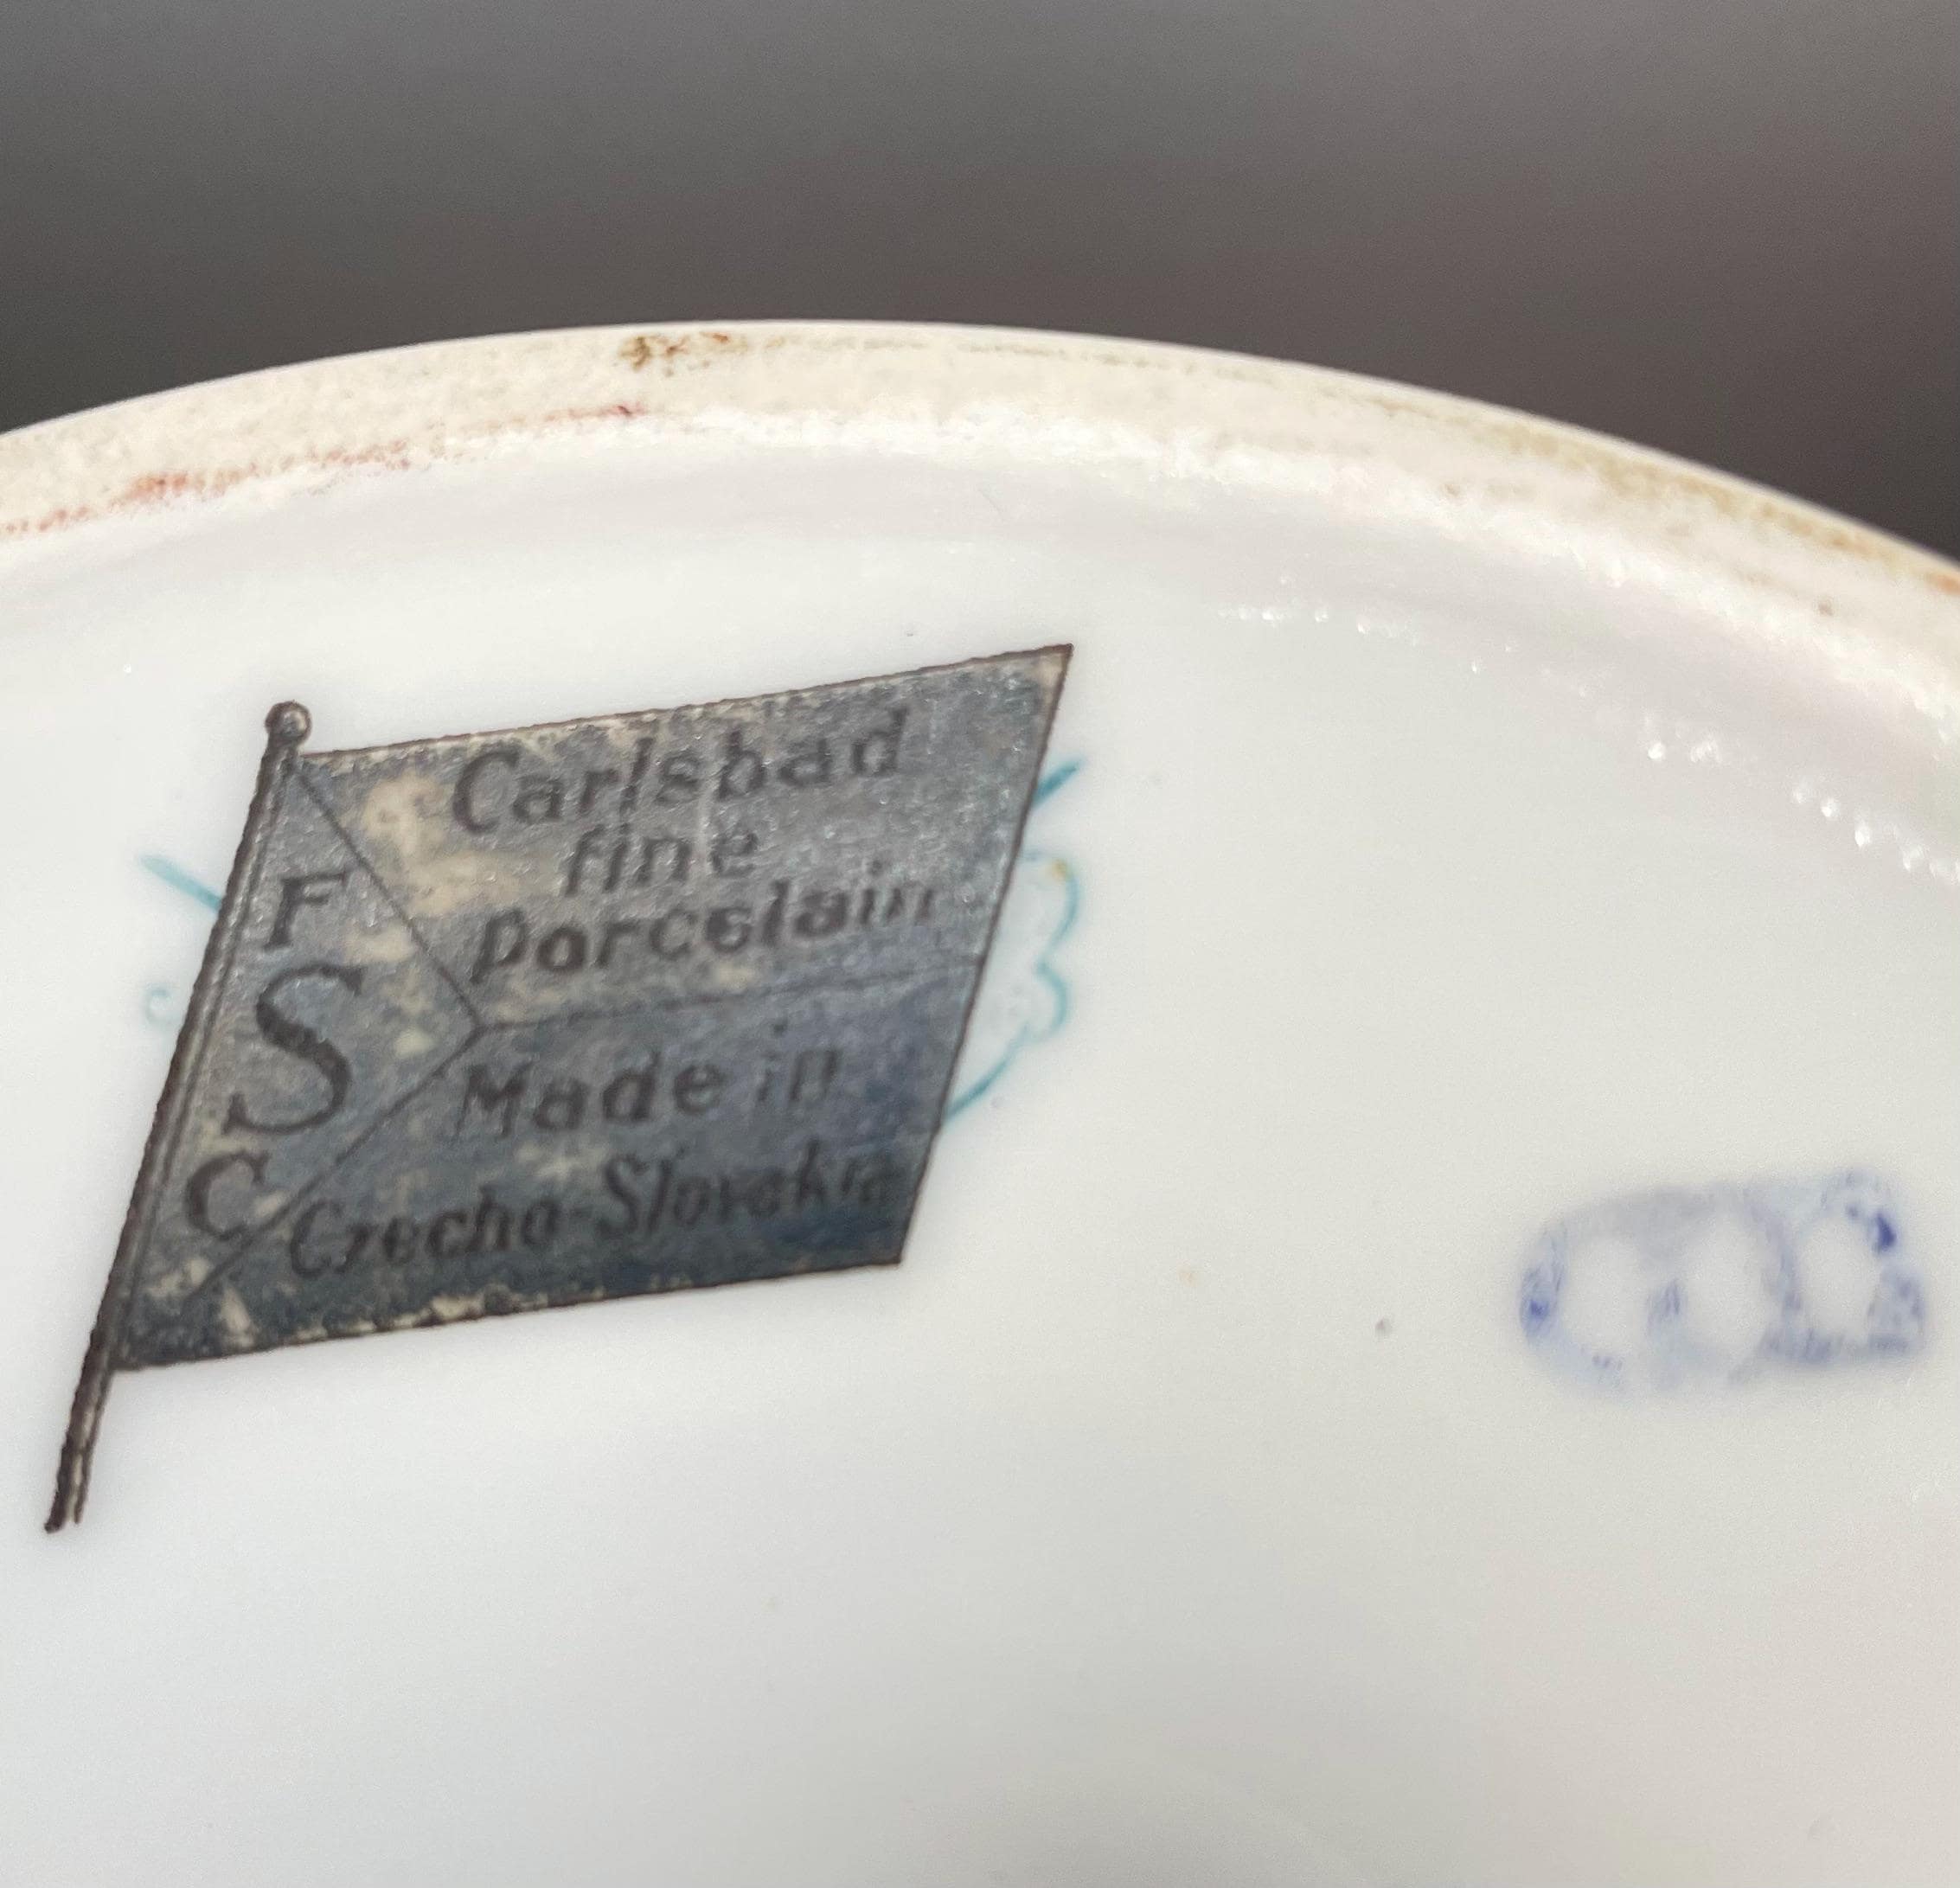 F
S
C
Carlsbad
fine
porcelain
Made in
Czecho-Slovakia